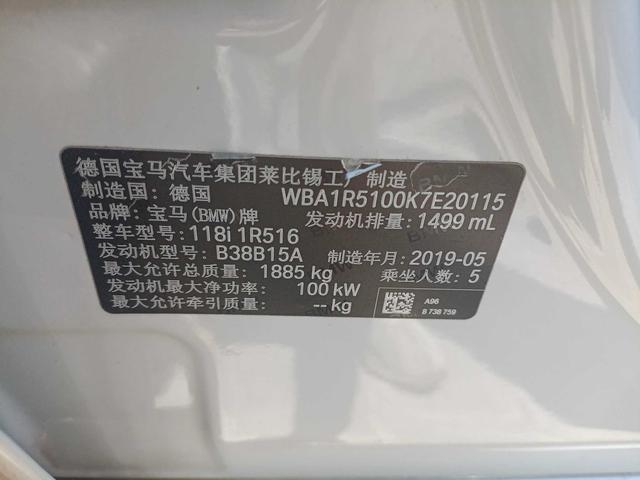 德国宝马汽车集团莱比锡工厂 制造
制造国: 德国 WBA1R5100K7E20115
品牌: 宝马(BMW)牌 发动机排量: 1499 mL
整车型号: 118i 1R516
发动机型号: B38B15A 制造年月: 2019-05
最大允许总质量: 1885 kg 乘坐人数: 5
发动机最大净功率: 100 kW
最大允许牵引质量: -- kg
A96
B 738 759